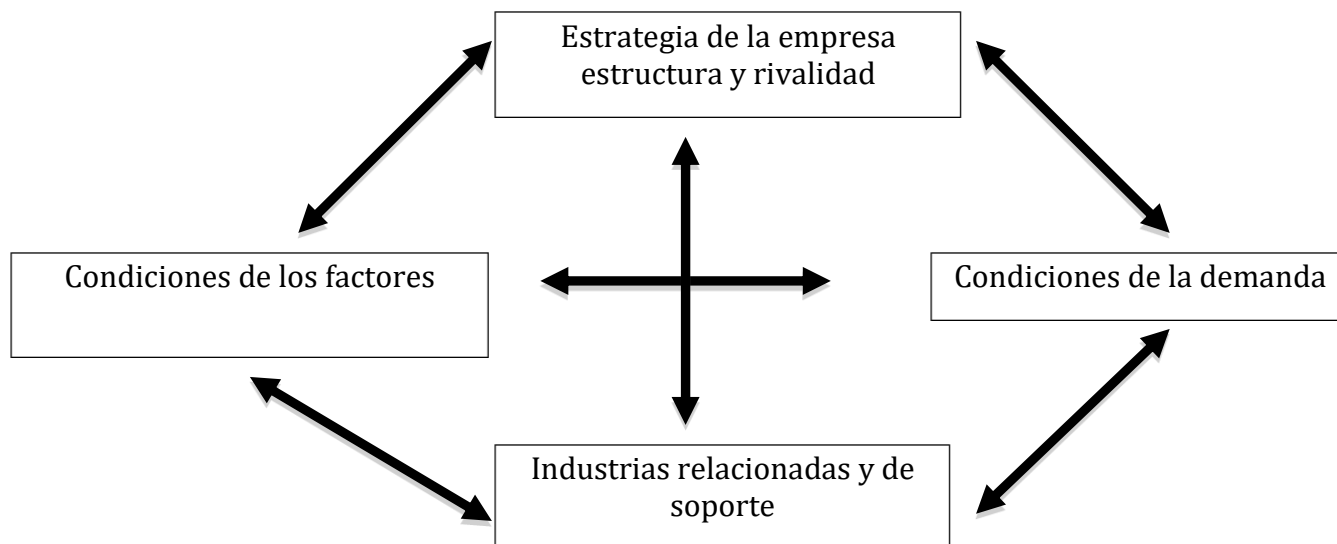 Estrategia de la empresa
estructura y rivalidad
Condiciones de los factores
Condiciones de la demanda
Industrias relacionadas y de
soporte